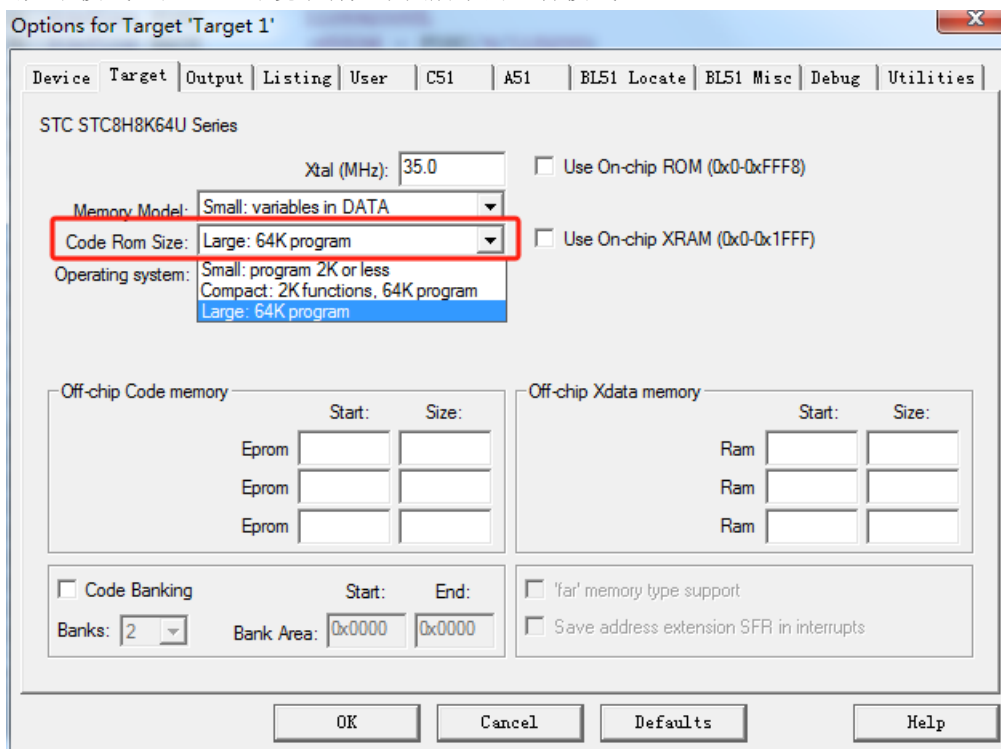 Options for Target 'Target 1'
Device Target Output Listing User C51 A51 BL51 Locate BL51 Misc Debug Utilities
STC STC8H8K64U Series
Xtal (MHz): 35.0
Use On-chip ROM (0x0-0xFFF8)
Memory Model: Small: variables in DATA
Code Rom Size: Large: 64K program
Use On-chip XRAM (0x0-0x1FFF)
Operating system:
Small: program 2K or less
Compact: 2K functions, 64K program
Large: 64K program
Off-chip Code memory
Start: Size:
Eprom
Eprom
Eprom
Off-chip Xdata memory
Start: Size:
Ram
Ram
Ram
Code Banking
Start: End:
Banks: 2 Bank Area: 0x0000 0x0000
'far' memory type support
Save address extension SFR in interrupts
OK Cancel Defaults Help